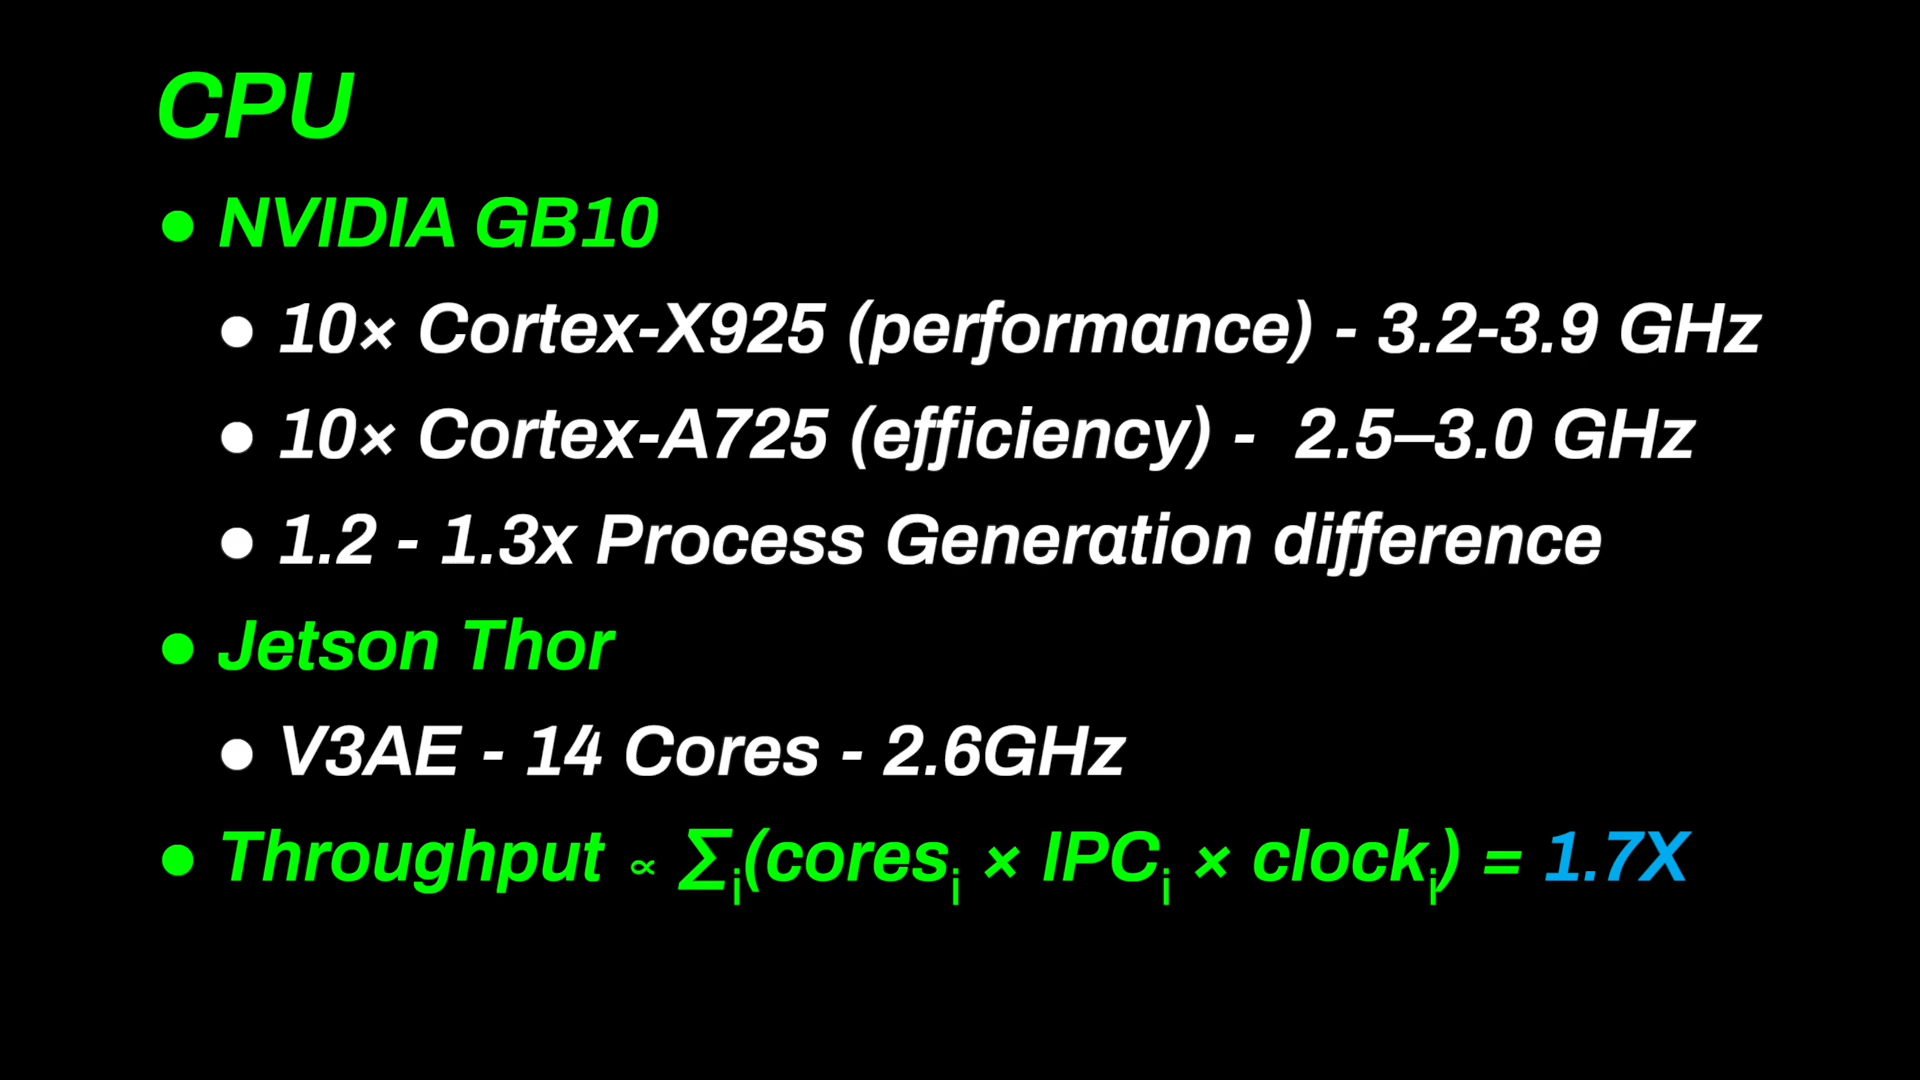 CPU
• NVIDIA GB10
• 10× Cortex-X925 (performance) - 3.2-3.9 GHz
• 10× Cortex-A725 (efficiency) - 2.5–3.0 GHz
• 1.2 - 1.3x Process Generation difference
• Jetson Thor
• V3AE - 14 Cores - 2.6GHz
• Throughput ∝ ∑ᵢ(coresᵢ × IPCᵢ × clockᵢ) = 1.7X